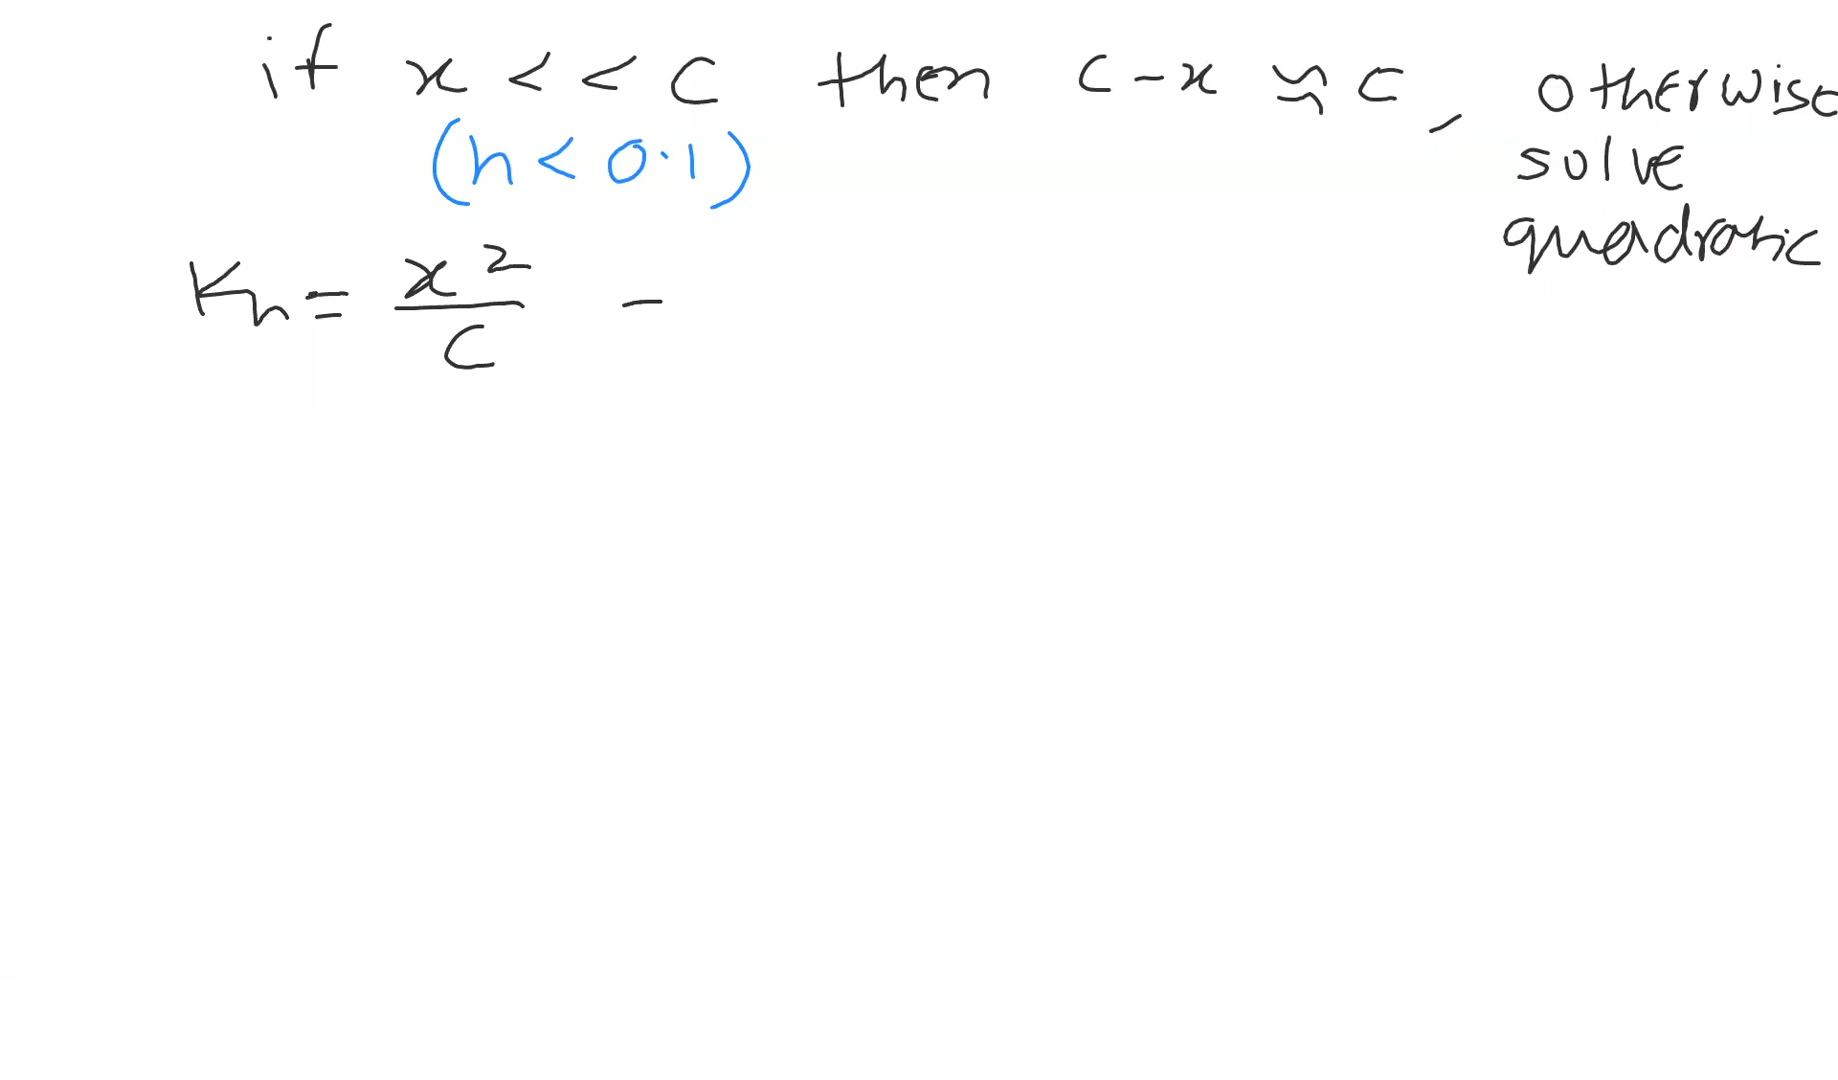 if x << c then c - x ≈ c, otherwise
solve
quadratic
(h < 0.1)
Kh = x²/c -